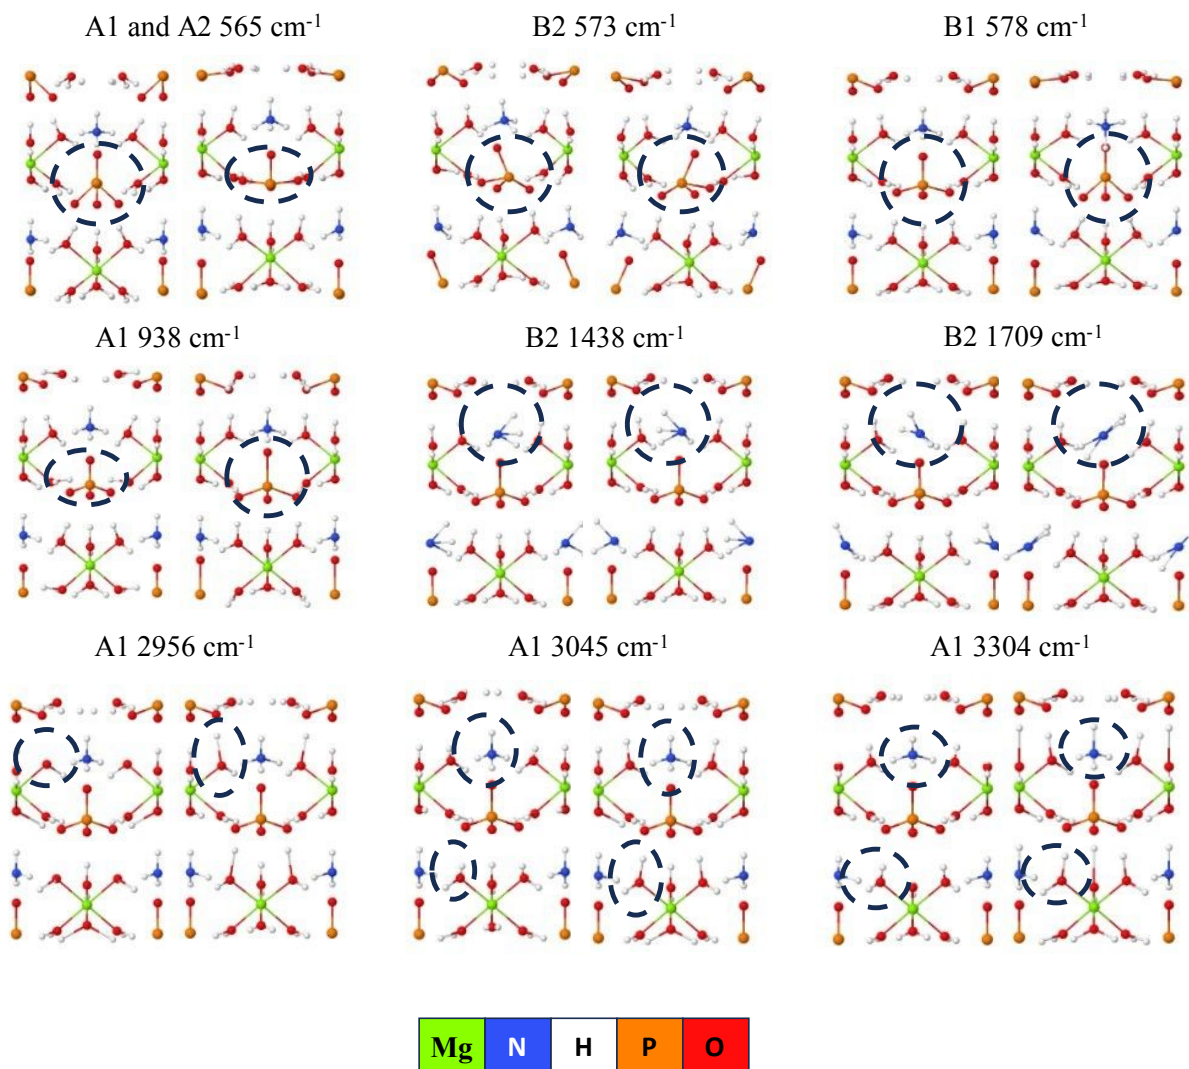 A1 and A2 565 cm⁻¹ B2 573 cm⁻¹ B1 578 cm⁻¹
A1 938 cm⁻¹ B2 1438 cm⁻¹ B2 1709 cm⁻¹
A1 2956 cm⁻¹ A1 3045 cm⁻¹ A1 3304 cm⁻¹
Mg N H P O